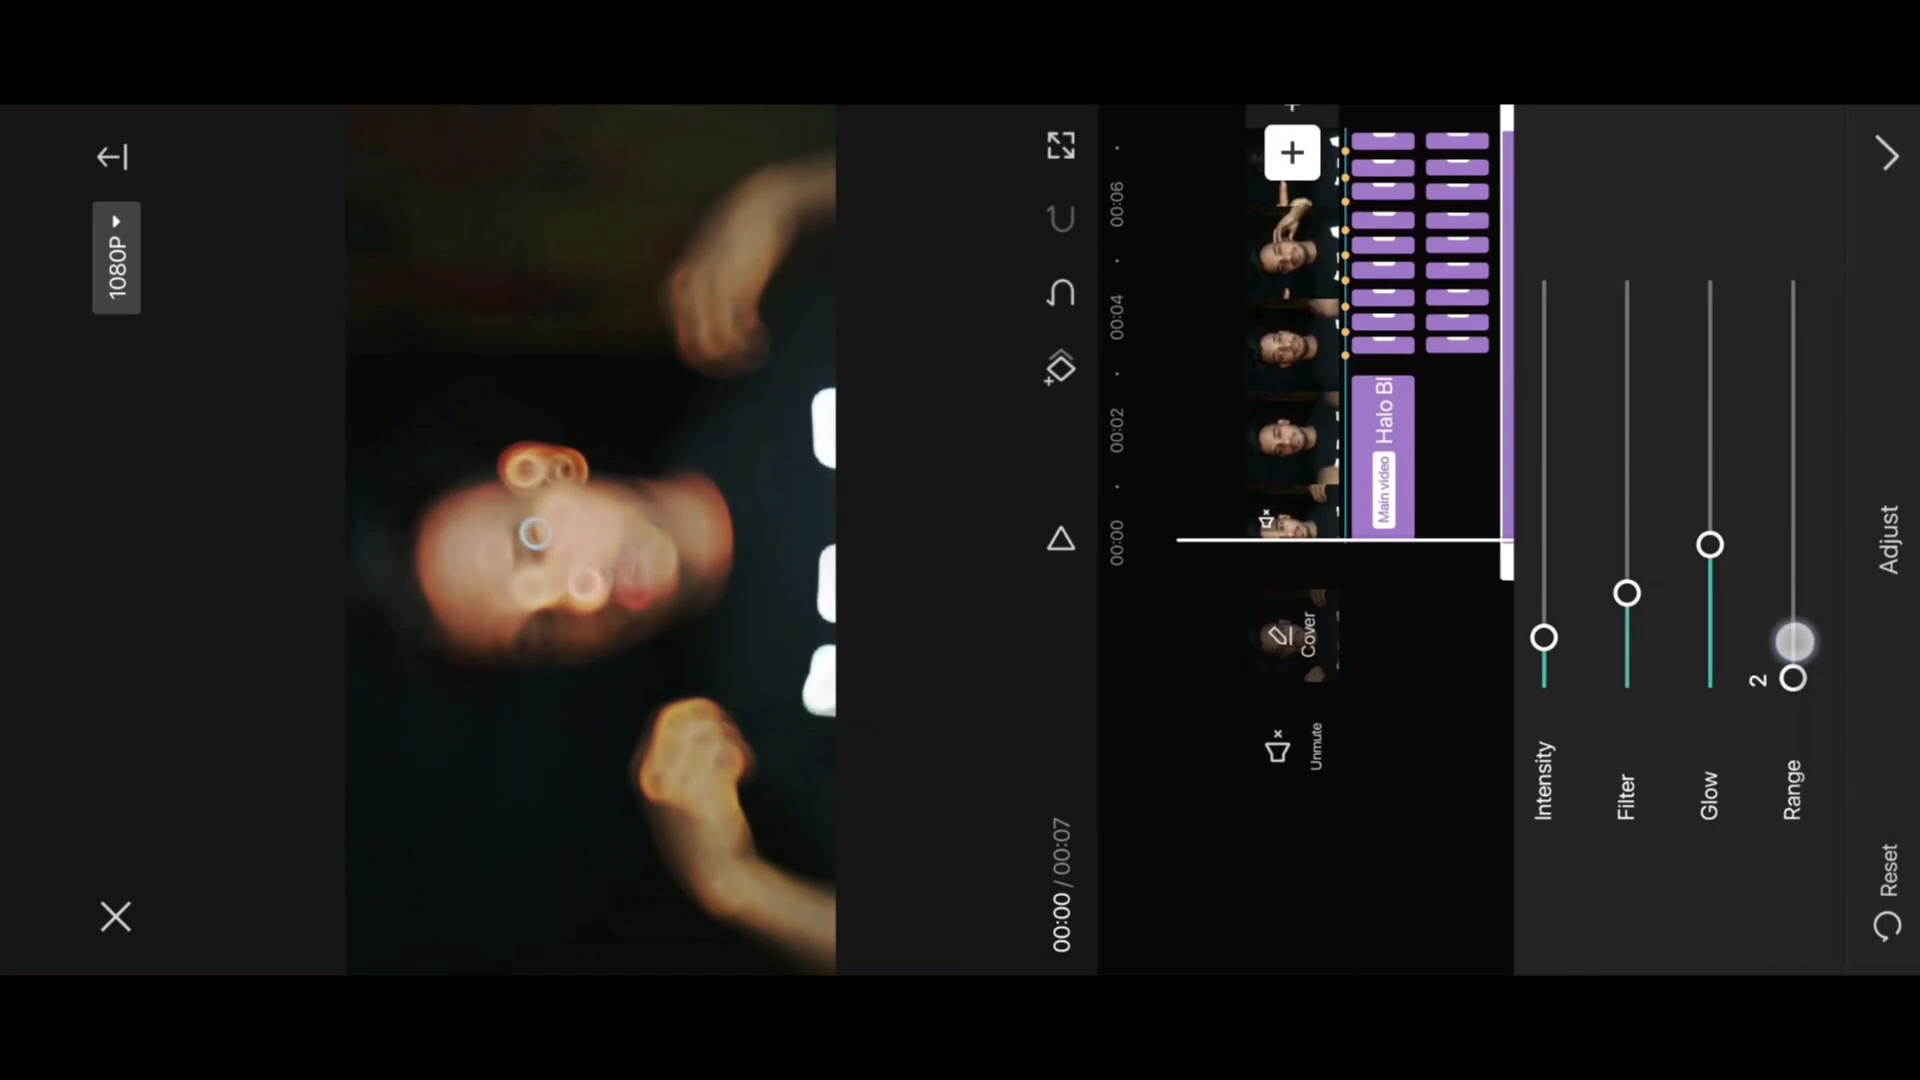 1080P
00:00 / 00:07
00:00
00:02
00:04
00:06
Cover
Unmute
Main video
Halo Bl
Intensity
Filter
Glow
Range
2
Reset
Adjust